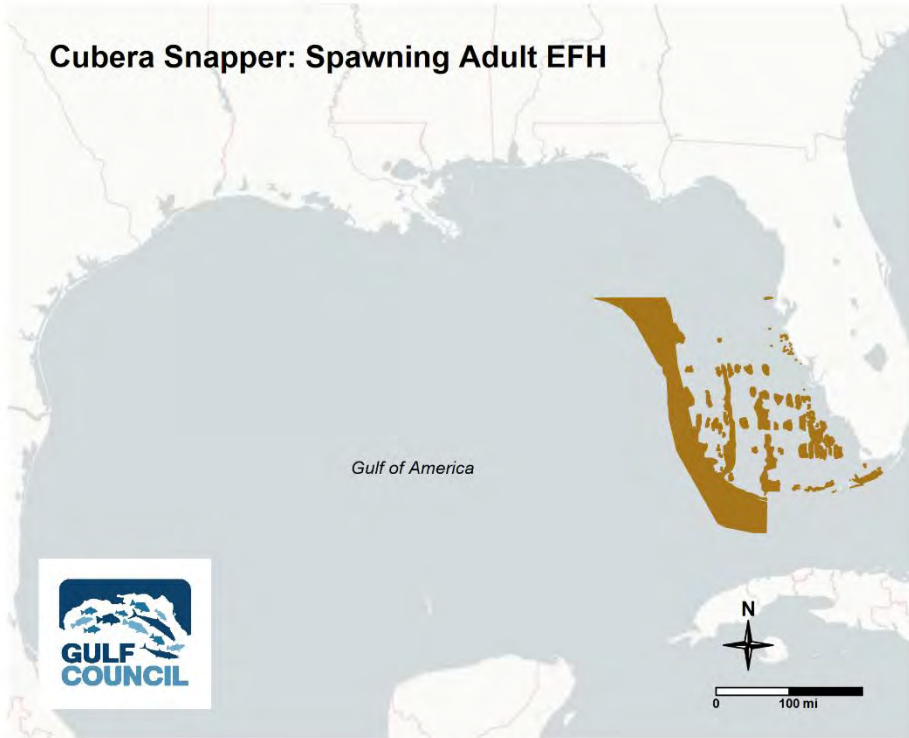 Cubera Snapper: Spawning Adult EFH
Gulf of America
GULF
COUNCIL
N
0 100 mi